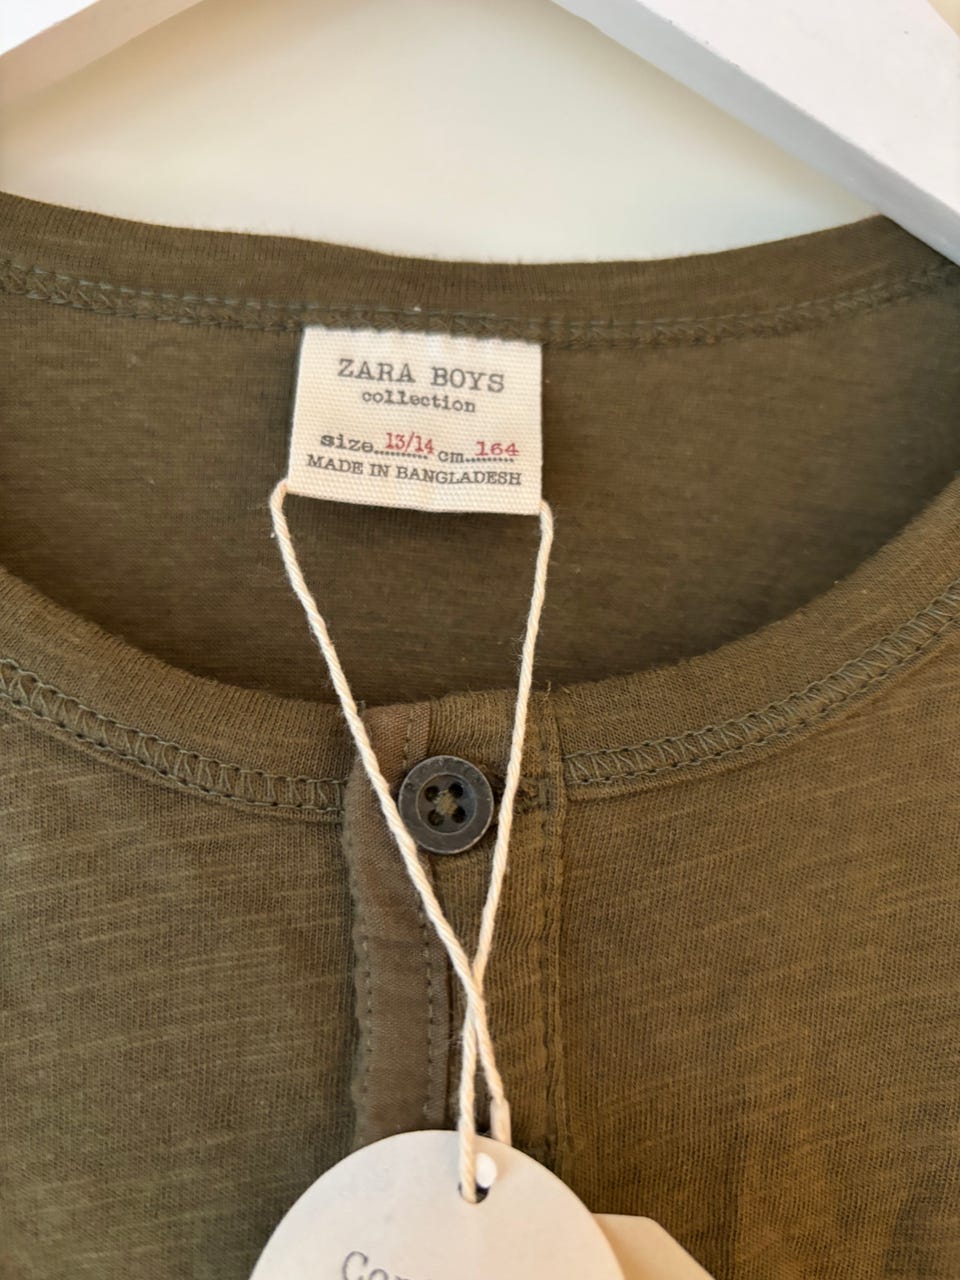 ZARA BOYS
collection
size 13/14 cm 164
MADE IN BANGLADESH